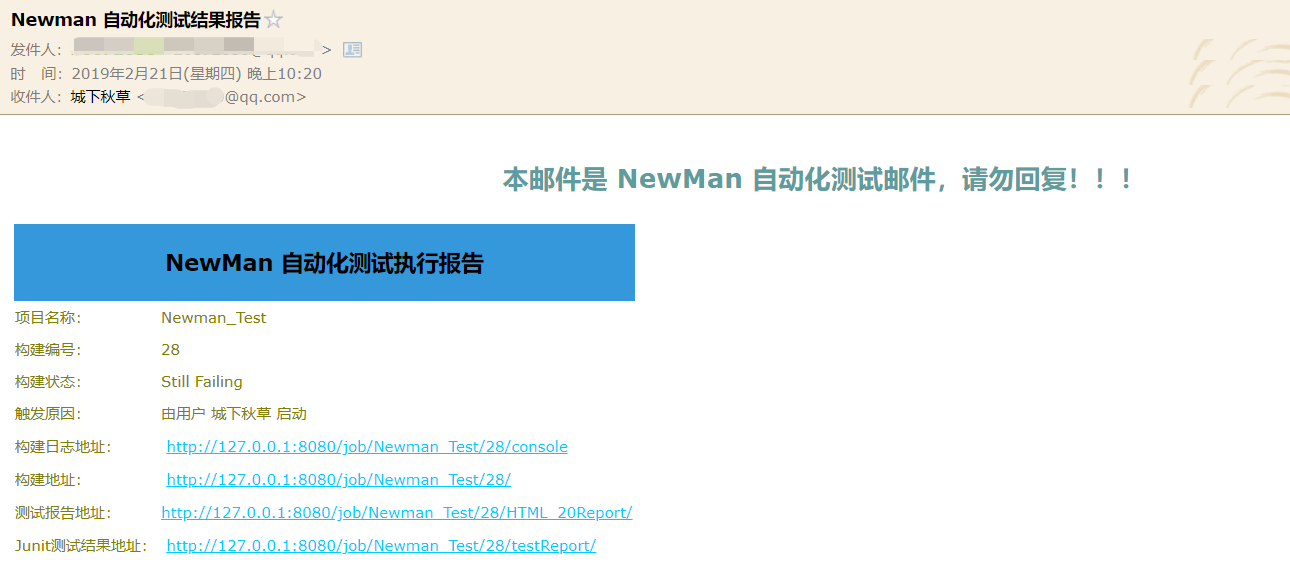 Newman 自动化测试结果报告
发件人： >
时 间：2019年2月21日(星期四) 晚上10:20
收件人：城下秋草 < @qq.com>
本邮件是 NewMan 自动化测试邮件，请勿回复！！！
NewMan 自动化测试执行报告
项目名称： Newman_Test
构建编号： 28
构建状态： Still Failing
触发原因： 由用户 城下秋草 启动
构建日志地址： http://127.0.0.1:8080/job/Newman_Test/28/console
构建地址： http://127.0.0.1:8080/job/Newman_Test/28/
测试报告地址： http://127.0.0.1:8080/job/Newman_Test/28/HTML_20Report/
Junit测试结果地址： http://127.0.0.1:8080/job/Newman_Test/28/testReport/